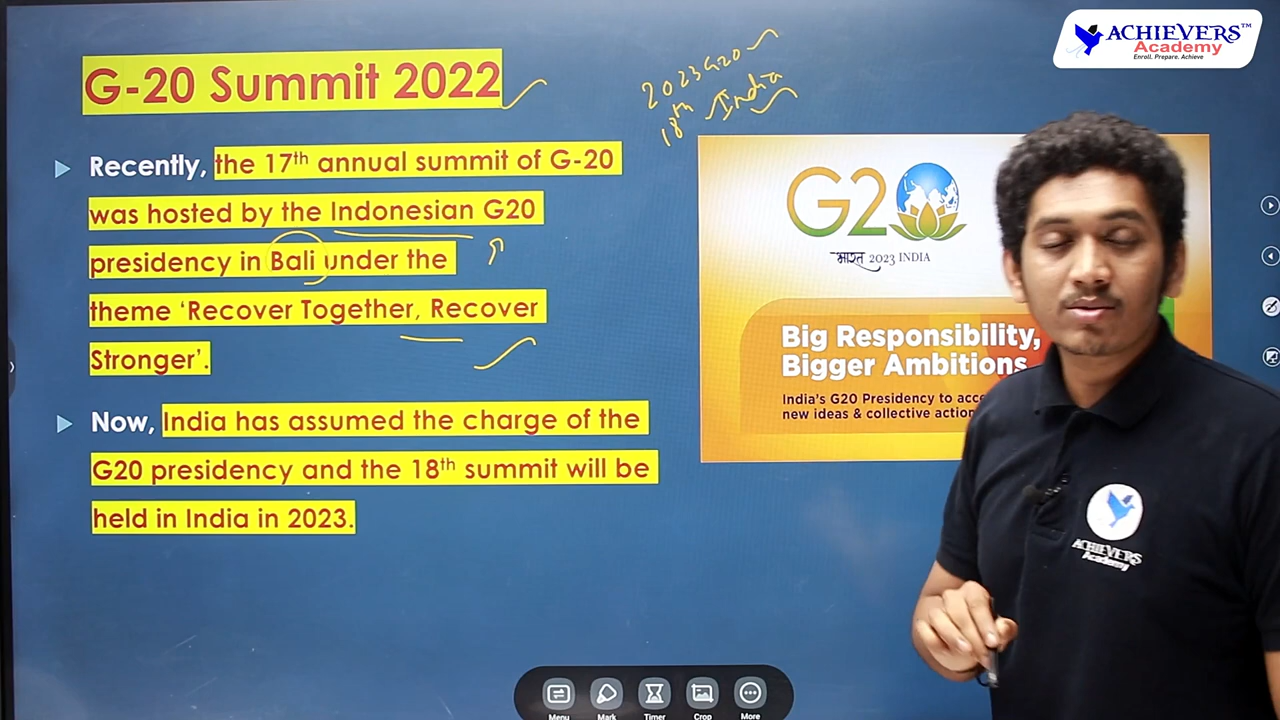 ACHIEVERS™
Academy
Enroll. Prepare. Achieve
G-20 Summit 2022
2023 G20
18th India
Recently, the 17th annual summit of G-20
was hosted by the Indonesian G20
presidency in Bali under the
theme ‘Recover Together, Recover
Stronger’.
Now, India has assumed the charge of the
G20 presidency and the 18th summit will be
held in India in 2023.
G20
भारत 2023 INDIA
Big Responsibility,
Bigger Ambitions
India's G20 Presidency to acce
new ideas & collective action
ACHIEVERS
Academy
Menu
Mark
Timer
Crop
More